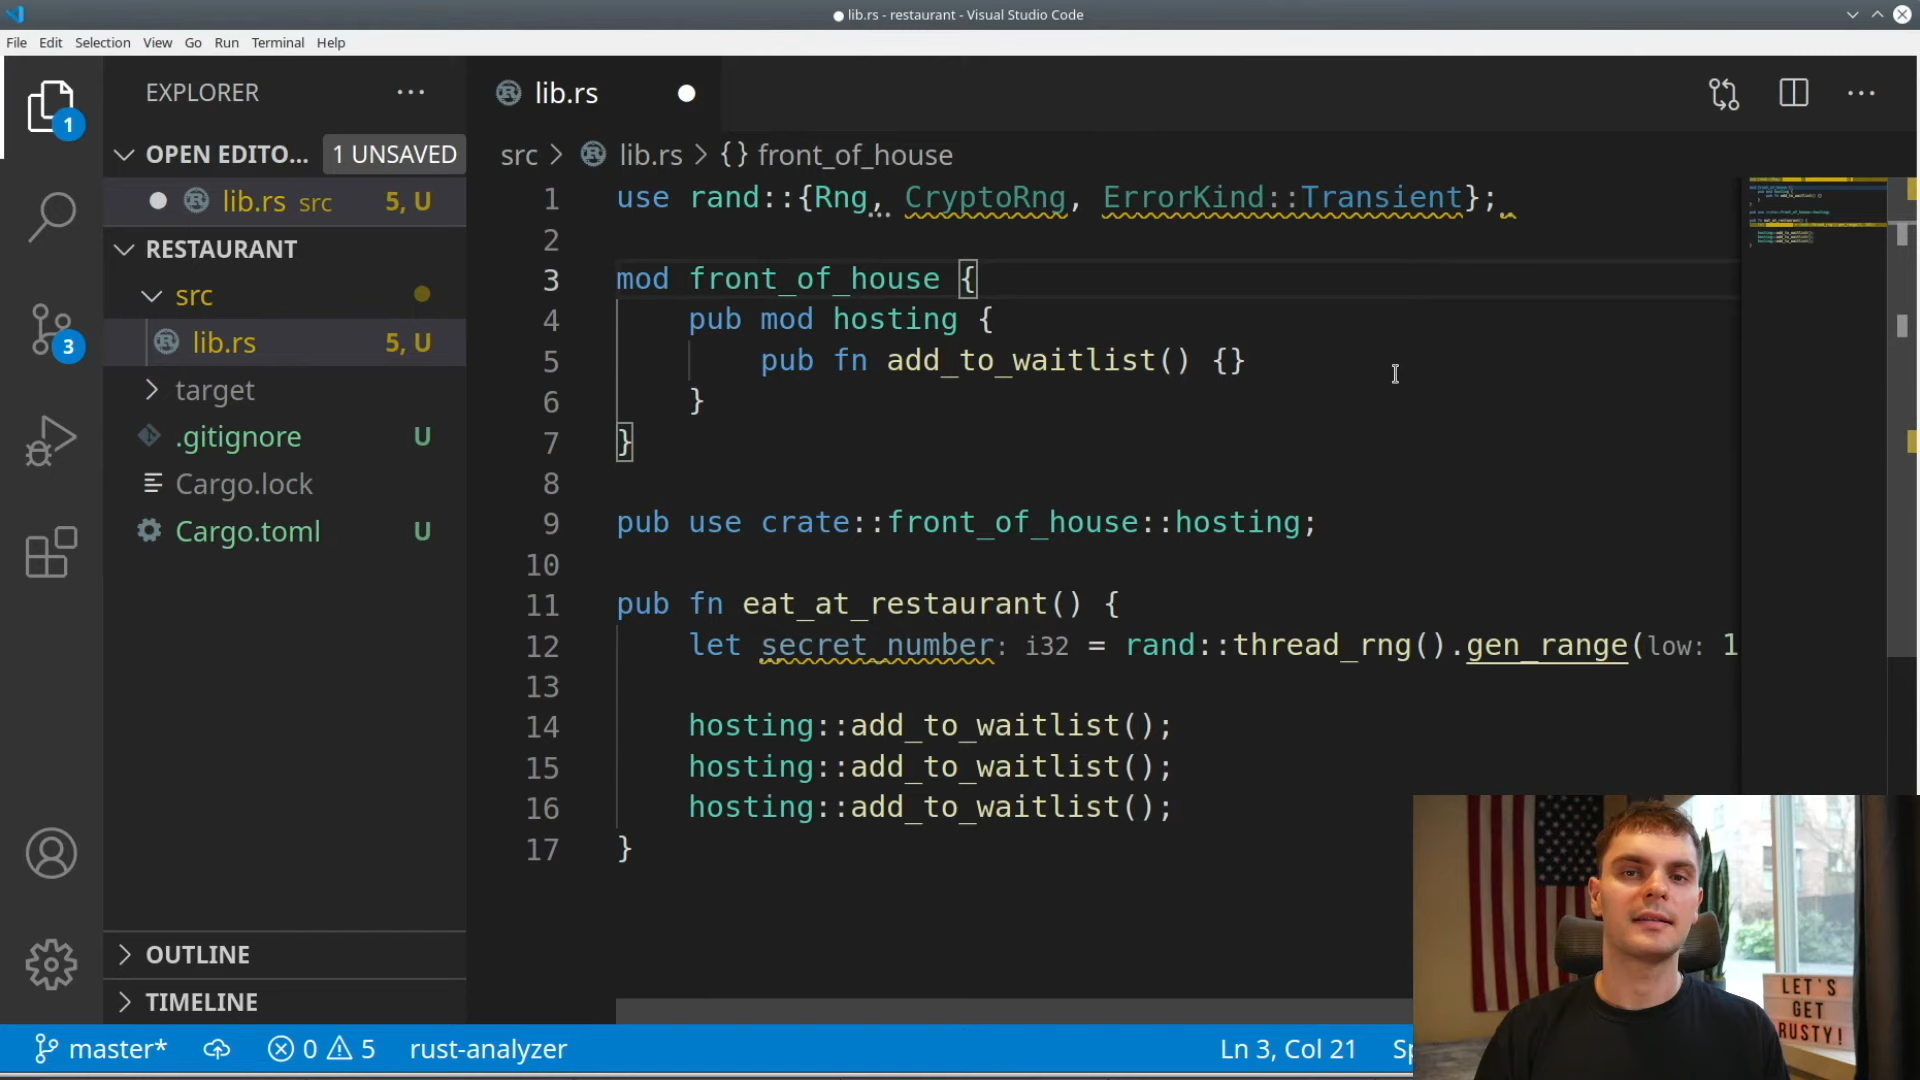 lib.rs - restaurant - Visual Studio Code
File Edit Selection View Go Run Terminal Help
EXPLORER
1
OPEN EDITO... 1 UNSAVED
lib.rs src 5, U
RESTAURANT
src
lib.rs 5, U
3
target
.gitignore U
Cargo.lock
Cargo.toml U
OUTLINE
TIMELINE
lib.rs
src > lib.rs > {} front_of_house
1 use rand::{Rng, CryptoRng, ErrorKind::Transient};
2
3 mod front_of_house {
4 pub mod hosting {
5 pub fn add_to_waitlist() {}
6 }
7 }
8
9 pub use crate::front_of_house::hosting;
10
11 pub fn eat_at_restaurant() {
12 let secret_number: i32 = rand::thread_rng().gen_range(low: 1
13
14 hosting::add_to_waitlist();
15 hosting::add_to_waitlist();
16 hosting::add_to_waitlist();
17 }
LET'S
GET
RUSTY!
master* 0 5 rust-analyzer Ln 3, Col 21 Sp